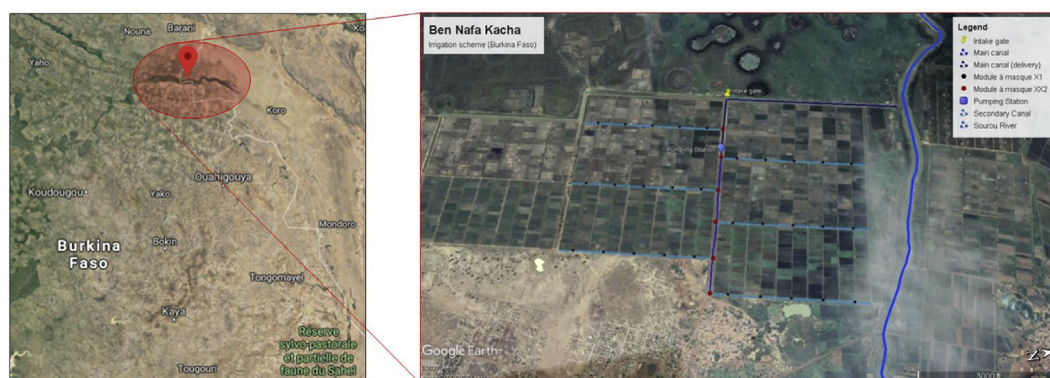 Nouna
Barani
Ko
Yaho
Koro
Ouahigouya
Koudougou
Yako
Mondoro
Bokin
Burkina
Faso
Tongomayel
Kaya
Réserve
sylvo-pastorale
et partielle de
faune du Sahel
Tougouri
Ben Nafa Kacha
Irrigation scheme (Burkina Faso)
Intake gate
Pumping Station
Legend
Intake gate
Main canal
Main canal (delivery)
Module à masque X1
Module à masque XX2
Pumping Station
Secondary Canal
Sourou River
Google Earth
N
3000 ft